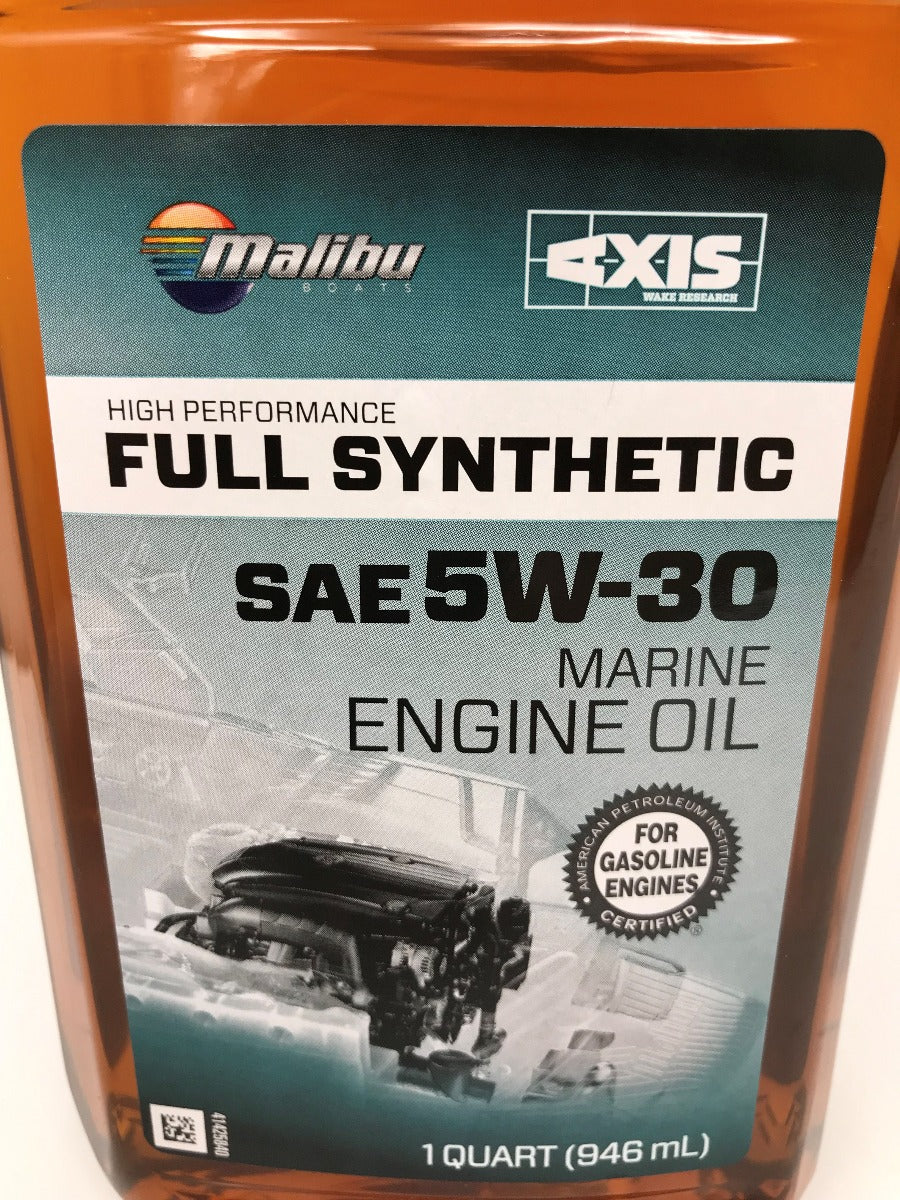 Malibu
BOATS
AXIS
WAKE RESEARCH
HIGH PERFORMANCE
FULL SYNTHETIC
SAE 5W-30
MARINE
ENGINE OIL
AMERICAN PETROLEUM INSTITUTE
FOR
GASOLINE
ENGINES
CERTIFIED
®
41425840
1 QUART (946 mL)